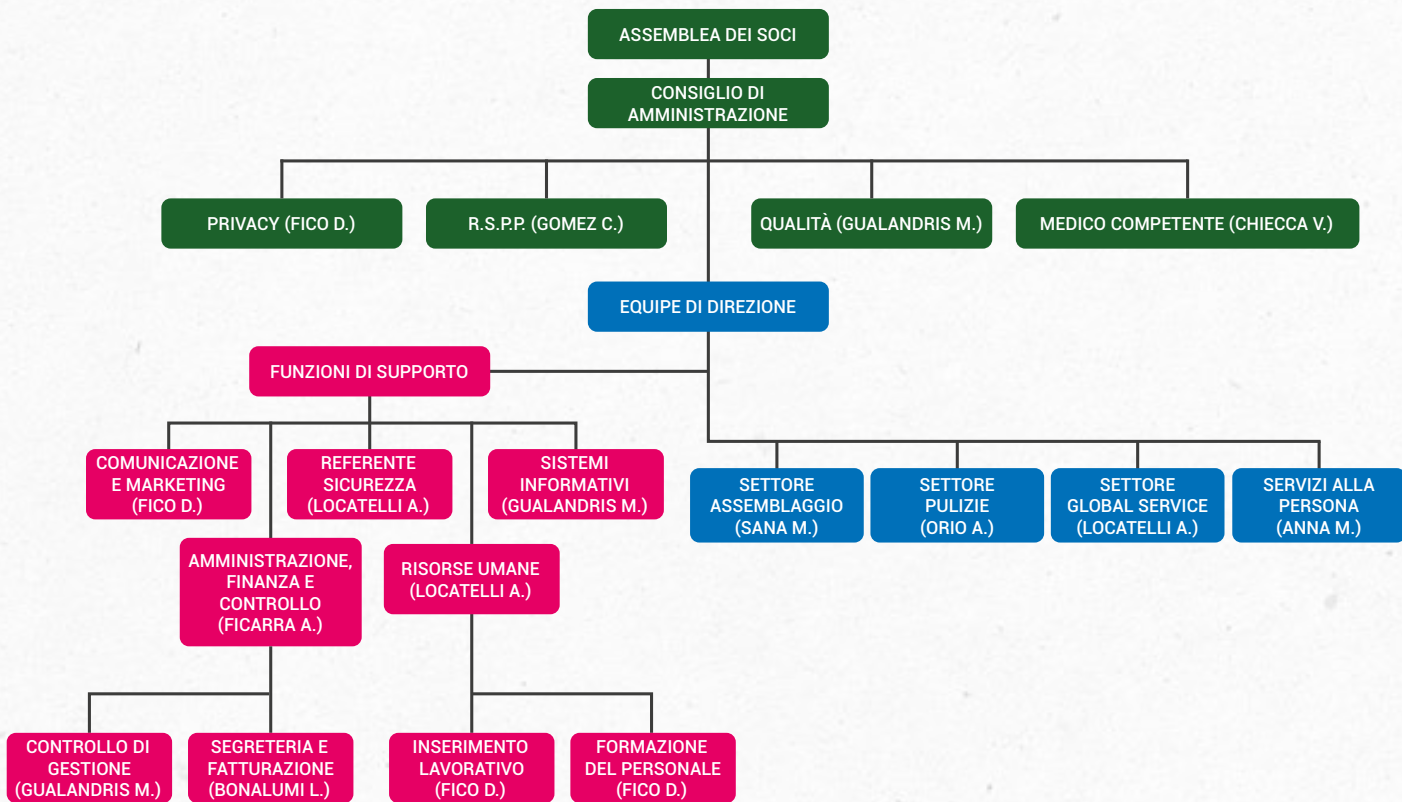 ASSEMBLEA DEI SOCI
CONSIGLIO DI
AMMINISTRAZIONE
PRIVACY (FICO D.)
R.S.P.P. (GOMEZ C.)
QUALITÀ (GUALANDRIS M.)
MEDICO COMPETENTE (CHIECCA V.)
EQUIPE DI DIREZIONE
FUNZIONI DI SUPPORTO
COMUNICAZIONE
E MARKETING
(FICO D.)
REFERENTE
SICUREZZA
(LOCATELLI A.)
SISTEMI
INFORMATIVI
(GUALANDRIS M.)
SETTORE
ASSEMBLAGGIO
(SANA M.)
SETTORE
PULIZIE
(ORIO A.)
SETTORE
GLOBAL SERVICE
(LOCATELLI A.)
SERVIZI ALLA
PERSONA
(ANNA M.)
AMMINISTRAZIONE,
FINANZA E
CONTROLLO
(FICARRA A.)
RISORSE UMANE
(LOCATELLI A.)
CONTROLLO DI
GESTIONE
(GUALANDRIS M.)
SEGRETERIA E
FATTURAZIONE
(BONALUMI L.)
INSERIMENTO
LAVORATIVO
(FICO D.)
FORMAZIONE
DEL PERSONALE
(FICO D.)